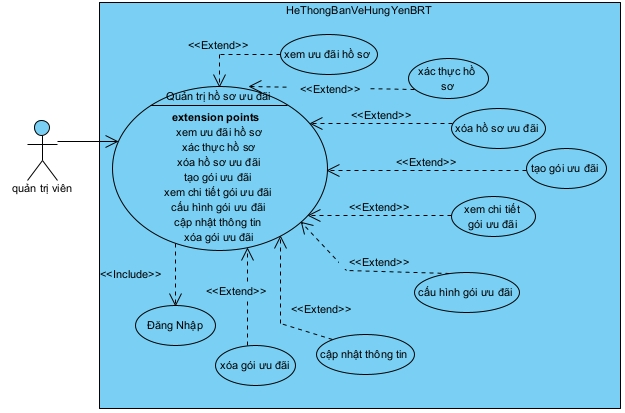 HeThongBanVeHungYenBRT
<<Extend>>
xem ưu đãi hồ sơ
xác thực hồ
sơ
<<Extend>>
Quản trị hồ sơ ưu đãi
extension points
xem ưu đãi hồ sơ
xác thực hồ sơ
xóa hồ sơ ưu đãi
tạo gói ưu đãi
xem chi tiết gói ưu đãi
cấu hình gói ưu đãi
cập nhật thông tin
xóa gói ưu đãi
<<Extend>>
xóa hồ sơ ưu đãi
<<Extend>>
tạo gói ưu đãi
quản trị viên
<<Extend>>
xem chi tiết
gói ưu đãi
<<Extend>>
cấu hình gói ưu đãi
<<Include>>
<<Extend>>
<<Extend>>
Đăng Nhập
xóa gói ưu đãi
cập nhật thông tin